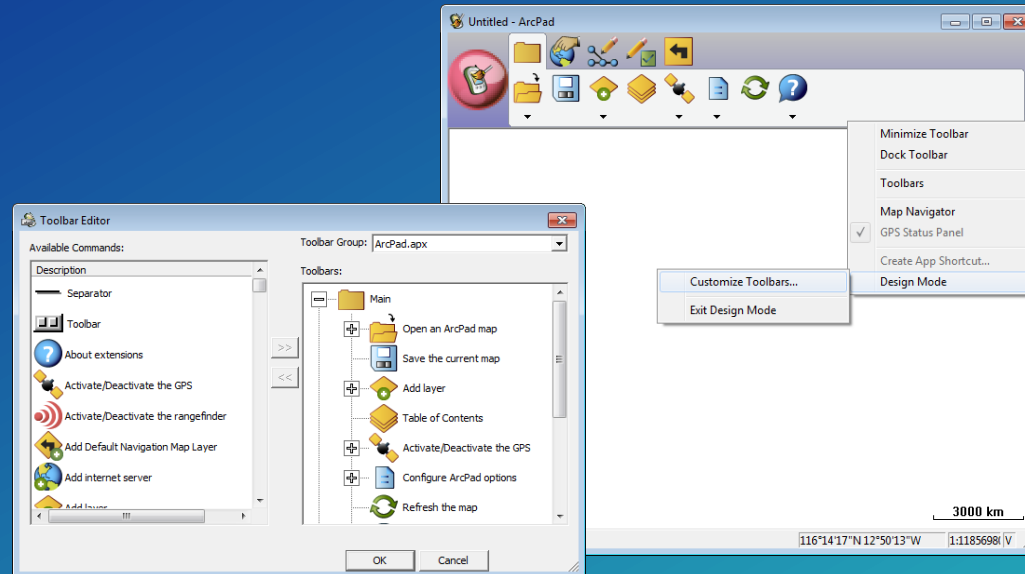 Untitled - ArcPad
Minimize Toolbar
Dock Toolbar
Toolbars
Map Navigator
GPS Status Panel
Create App Shortcut...
Design Mode
Customize Toolbars...
Exit Design Mode
3000 km
116°14'17"N 12°50'13"W
1:1185698( V
Toolbar Editor
Available Commands:
Description
Separator
Toolbar
About extensions
Activate/Deactivate the GPS
Activate/Deactivate the rangefinder
Add Default Navigation Map Layer
Add internet server
Add layer
>>
<<
Toolbar Group: ArcPad.apx
Toolbars:
Main
Open an ArcPad map
Save the current map
Add layer
Table of Contents
Activate/Deactivate the GPS
Configure ArcPad options
Refresh the map
OK
Cancel